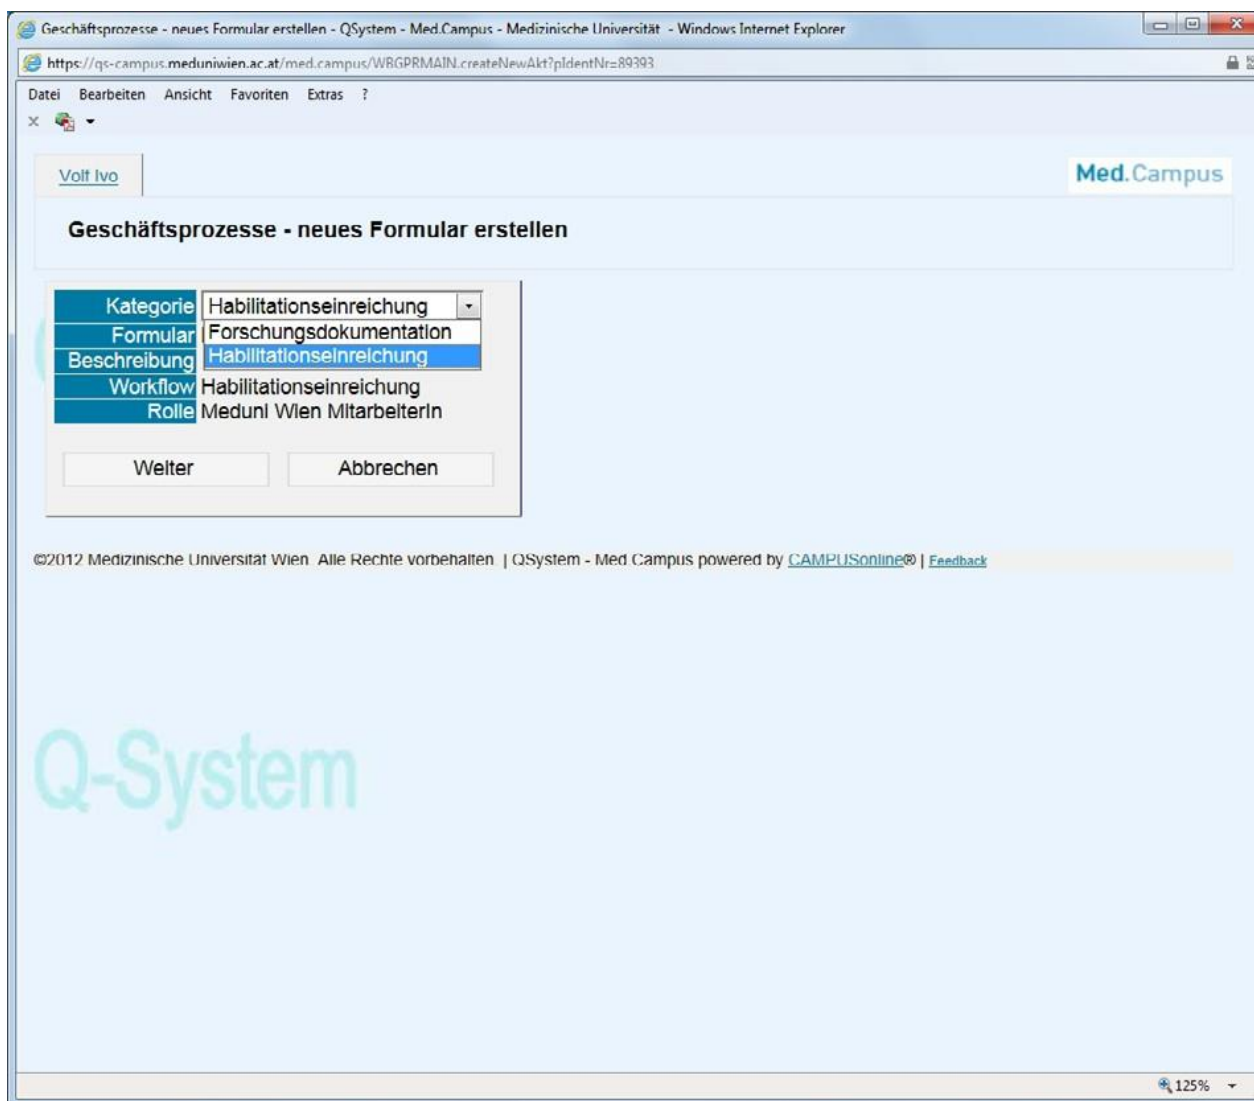 Geschäftsprozesse - neues Formular erstellen - QSystem - Med.Campus - Medizinische Universität - Windows Internet Explorer
https://qs-campus.meduniwien.ac.at/med.campus/WBGPRMAIN.createNewAkt?pIdentNr=89393
Datei Bearbeiten Ansicht Favoriten Extras ?
Volt Ivo
Med.Campus
Geschäftsprozesse - neues Formular erstellen
Kategorie Habilitationseinreichung
Formular Forschungsdokumentation
Beschreibung Habilitationseinreichung
Workflow Habilitationseinreichung
Rolle Meduni Wien MitarbeiterIn
Weiter Abbrechen
©2012 Medizinische Universität Wien Alle Rechte vorbehalten | QSystem - Med Campus powered by CAMPUSonline® | Feedback
Q-System
125%